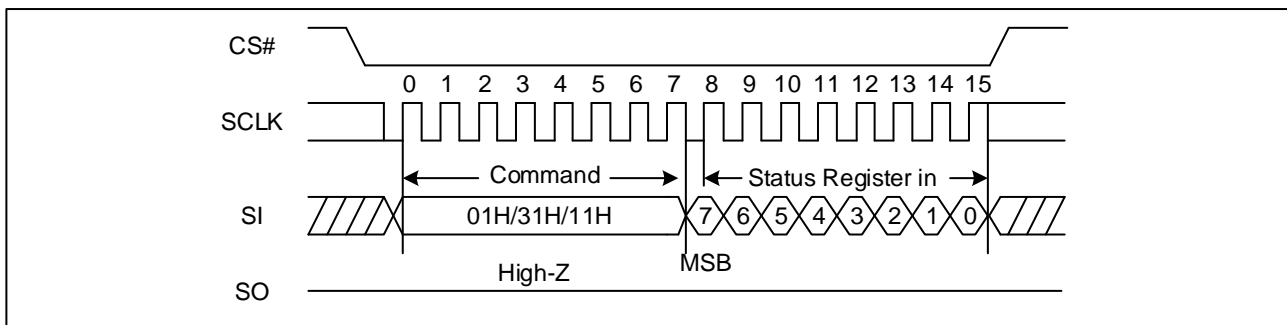 CS#
0 1 2 3 4 5 6 7 8 9 10 11 12 13 14 15
SCLK
Command Status Register in
SI 01H/31H/11H 7 6 5 4 3 2 1 0
High-Z MSB
SO